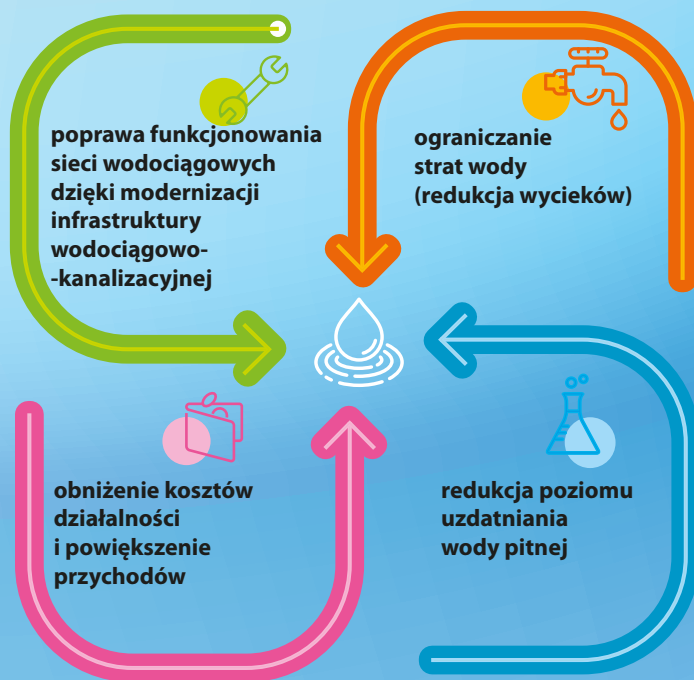 poprawa funkcjonowania
sieci wodociągowych
dzięki modernizacji
infrastruktury
wodociągowo-
-kanalizacyjnej
ograniczanie
strat wody
(redukcja wycieków)
obniżenie kosztów
działalności
i powiększenie
przychodów
redukcja poziomu
uzdatniania
wody pitnej